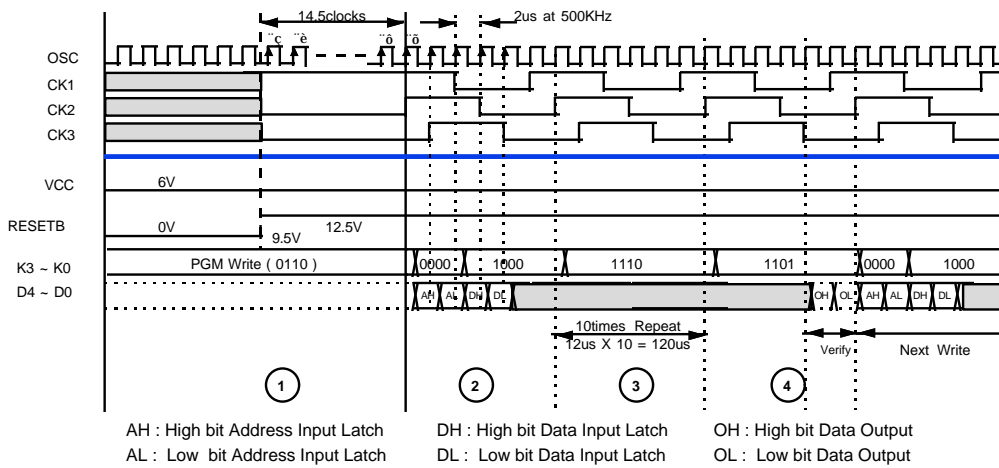 14.5clocks
2us at 500KHz
¨ç ¨è ¨ô ¨õ
OSC
CK1
CK2
CK3
VCC 6V
RESETB 0V 9.5V 12.5V
K3 ~ K0 PGM Write ( 0110 ) 0000 1000 1110 1101 0000 1000
D4 ~ D0 AH AL DH DL OH OL AH AL DH DL
10times Repeat
12us X 10 = 120us
Verify Next Write
1 2 3 4
AH : High bit Address Input Latch DH : High bit Data Input Latch OH : High bit Data Output
AL : Low bit Address Input Latch DL : Low bit Data Input Latch OL : Low bit Data Output